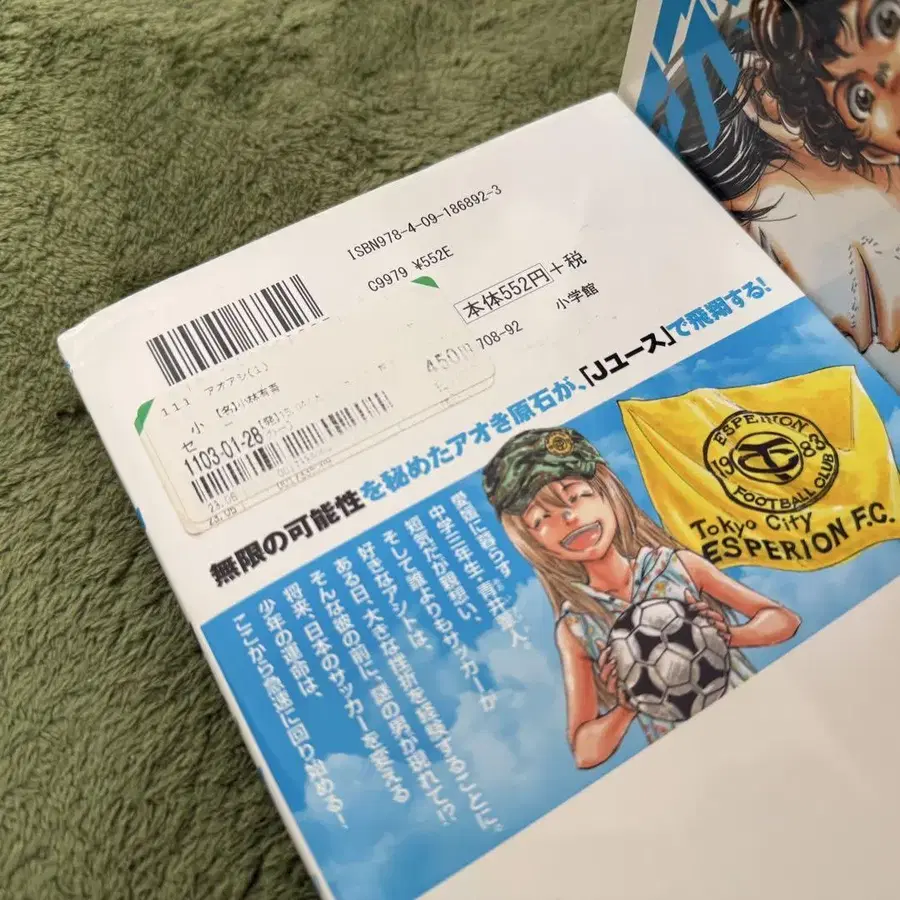 ISBN978-4-09-186892-3
C9979 ¥552E
本体552円+税
708-92
小学館
111 アオアシ(1)
【名】小林有吾
小
セ
450
1103-01-28
23.06
23.06
無限の可能性を秘めたアオき原石が、「Jユース」で飛翔する!
愛媛に暮らす
中学三年生・青井葦人。
短気だが親想い、
そして誰よりもサッカーが
好きなアシトは、
ある日、大きな挫折を経験することに。
そんな彼の前に、謎の男が現れて!?
将来、日本のサッカーを変える
少年の運命は、
ここから急速に回り始める!
ESPERION
1983
FOOTBALL CLUB
Tokyo City
ESPERION F.C.